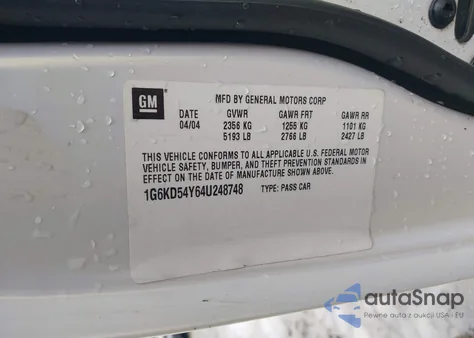 GM
MFD BY GENERAL MOTORS CORP
DATE GVWR GAWR FRT GAWR RR
04/04 2356 KG 1255 KG 1101 KG
5193 LB 2766 LB 2427 LB
THIS VEHICLE CONFORMS TO ALL APPLICABLE U.S. FEDERAL MOTOR
VEHICLE SAFETY, BUMPER, AND THEFT PREVENTION STANDARDS IN
EFFECT ON THE DATE OF MANUFACTURE SHOWN ABOVE.
1G6KD54Y64U248748 TYPE: PASS CAR
autaSnap
Pewne auta z aukcji USA - EU